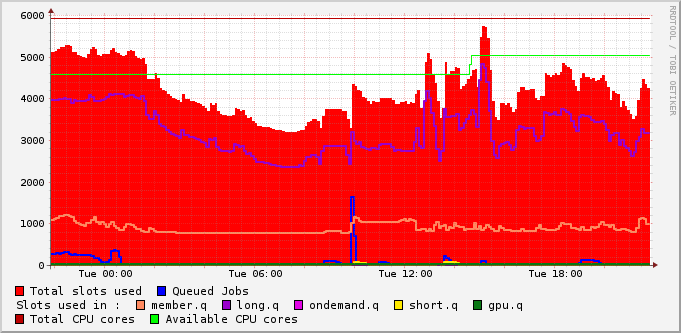 RRDTOOL / TOBI OETIKER
6000
5000
4000
3000
2000
1000
0
Tue 00:00 Tue 06:00 Tue 12:00 Tue 18:00
Total slots used Queued Jobs
Slots used in : member.q long.q ondemand.q short.q gpu.q
Total CPU cores Available CPU cores